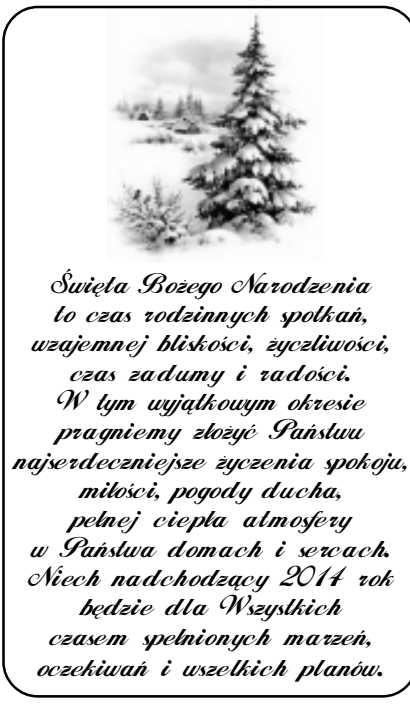 Święta Bożego Narodzenia
to czas rodzinnych spotkań,
wzajemnej bliskości, życzliwości,
czas zadumy i radości.
W tym wyjątkowym okresie
pragniemy złożyć Państwu
najserdeczniejsze życzenia spokoju,
miłości, pogody ducha,
pełnej ciepła atmosfery
w Państwa domach i sercach.
Niech nadchodzący 2014 rok
będzie dla Wszystkich
czasem spełnionych marzeń,
oczekiwań i wszelkich planów.